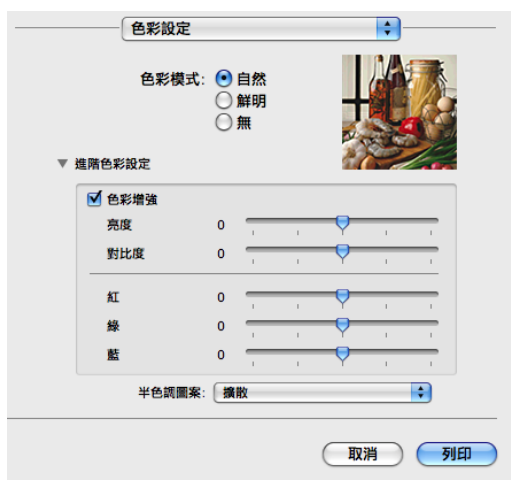 色彩設定
色彩模式: 自然
鮮明
無
進階色彩設定
色彩增強
亮度 0
對比度 0
紅 0
綠 0
藍 0
半色調圖案: 擴散
取消 列印